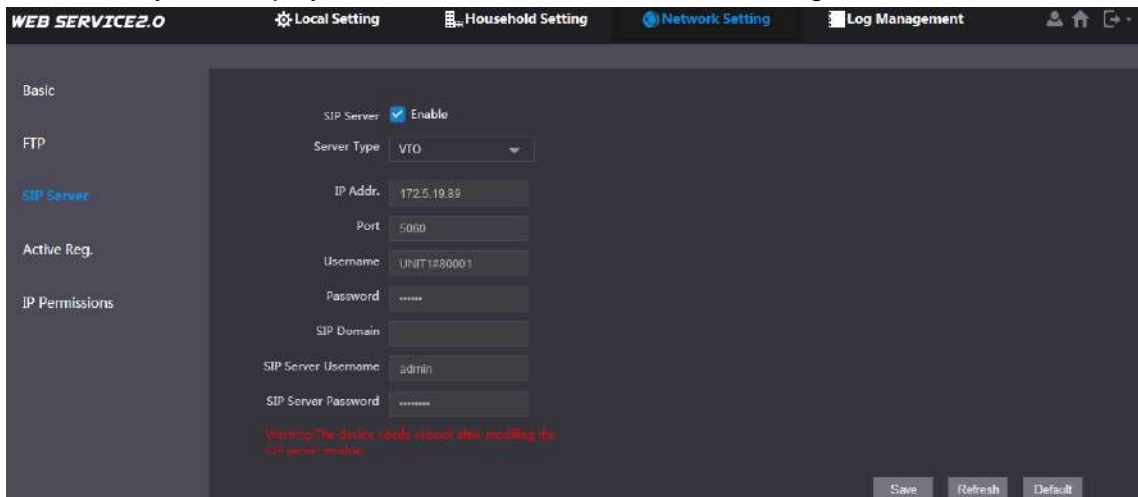 WEB SERVICE2.0 Local Setting Household Setting Network Setting Log Management
Basic
FTP
SIP Server
Active Reg.
IP Permissions
SIP Server Enable
Server Type VTO
IP Addr. 172.5.19.89
Port 5060
Username UNIT1#80001
Password ••••••
SIP Domain
SIP Server Username admin
SIP Server Password ••••••••
Warning:The device needs reboot after modifing the
SIP server enable.
Save Refresh Default